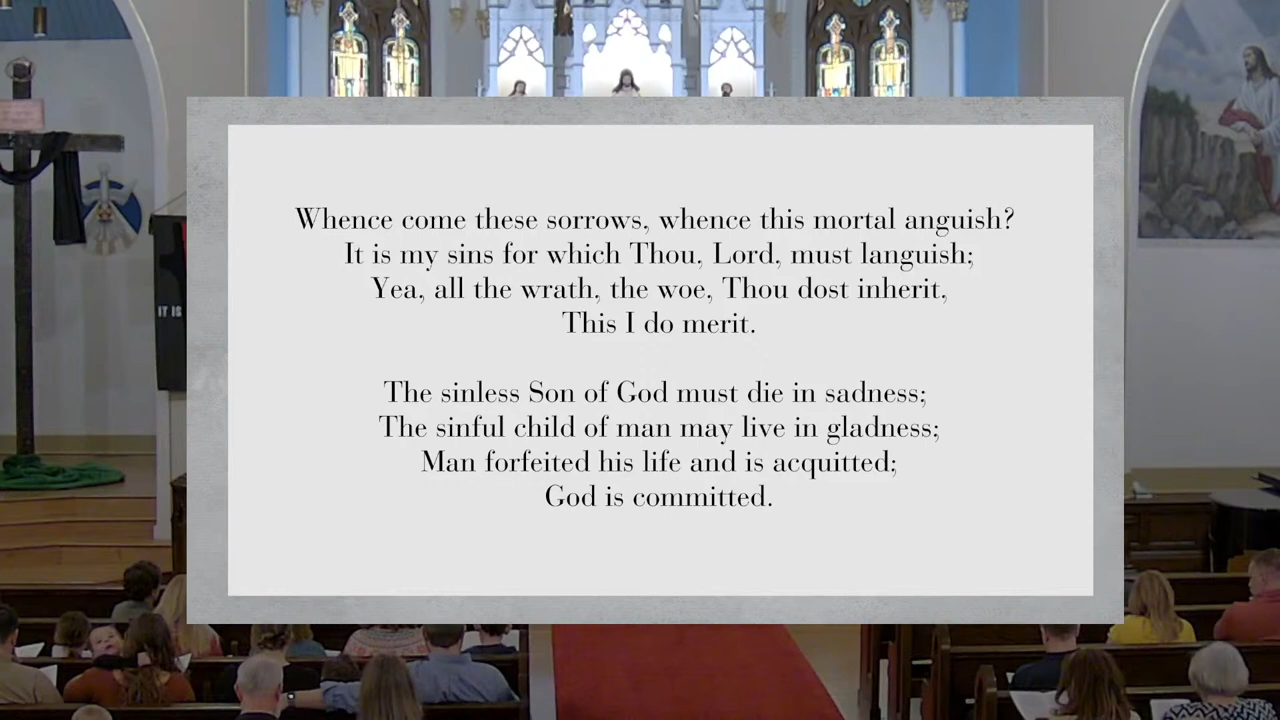 Whence come these sorrows, whence this mortal anguish?
It is my sins for which Thou, Lord, must languish;
Yea, all the wrath, the woe, Thou dost inherit,
This I do merit.
The sinless Son of God must die in sadness;
The sinful child of man may live in gladness;
Man forfeited his life and is acquitted;
God is committed.
IT IS